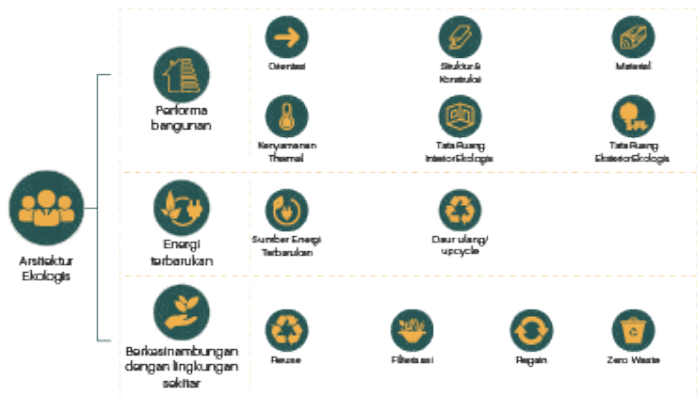 Arsitektur
Ekologis
Performa
bangunan
Orientasi
Struktur &
Konstruksi
Material
Kenyamanan
Thermal
Tata Ruang
Interior Ekologis
Tata Ruang
Eksterior Ekologis
Energi
terbarukan
Sumber Energi
Terbarukan
Daur ulang/
upcycle
Berkesinambungan
dengan lingkungan
sekitar
Reuse
Regain
Zero Waste